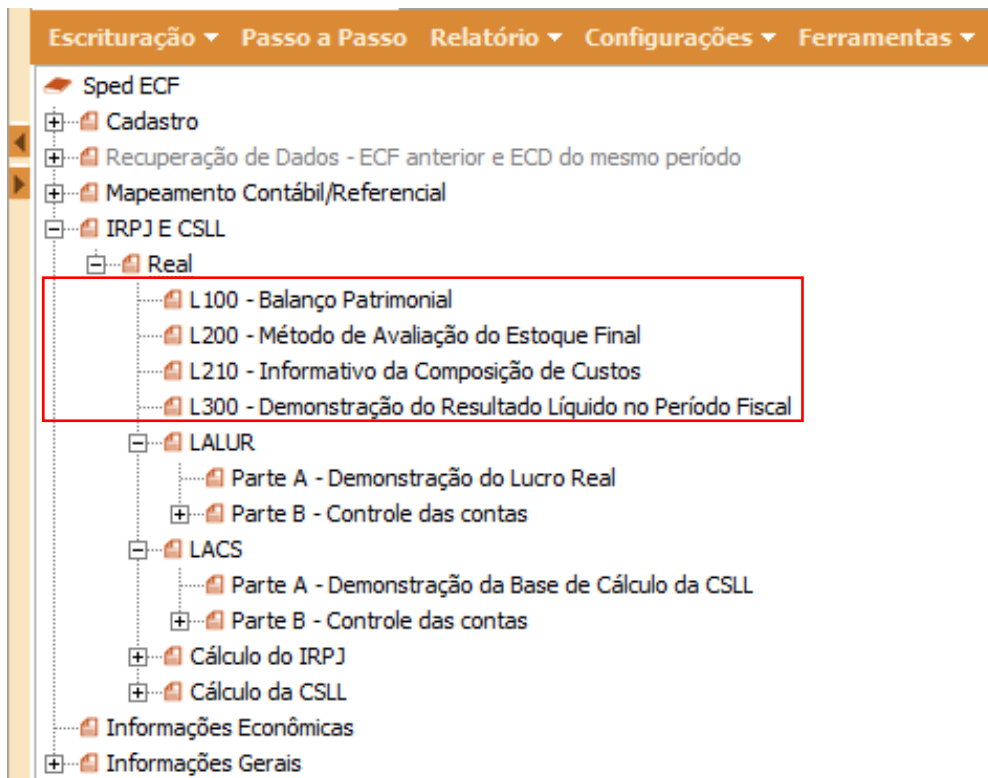 Escrituração Passo a Passo Relatório Configurações Ferramentas
Sped ECF
Cadastro
Recuperação de Dados - ECF anterior e ECD do mesmo período
Mapeamento Contábil/Referencial
IRPJ E CSLL
Real
L100 - Balanço Patrimonial
L200 - Método de Avaliação do Estoque Final
L210 - Informativo da Composição de Custos
L300 - Demonstração do Resultado Líquido no Período Fiscal
LALUR
Parte A - Demonstração do Lucro Real
Parte B - Controle das contas
LACS
Parte A - Demonstração da Base de Cálculo da CSLL
Parte B - Controle das contas
Cálculo do IRPJ
Cálculo da CSLL
Informações Econômicas
Informações Gerais